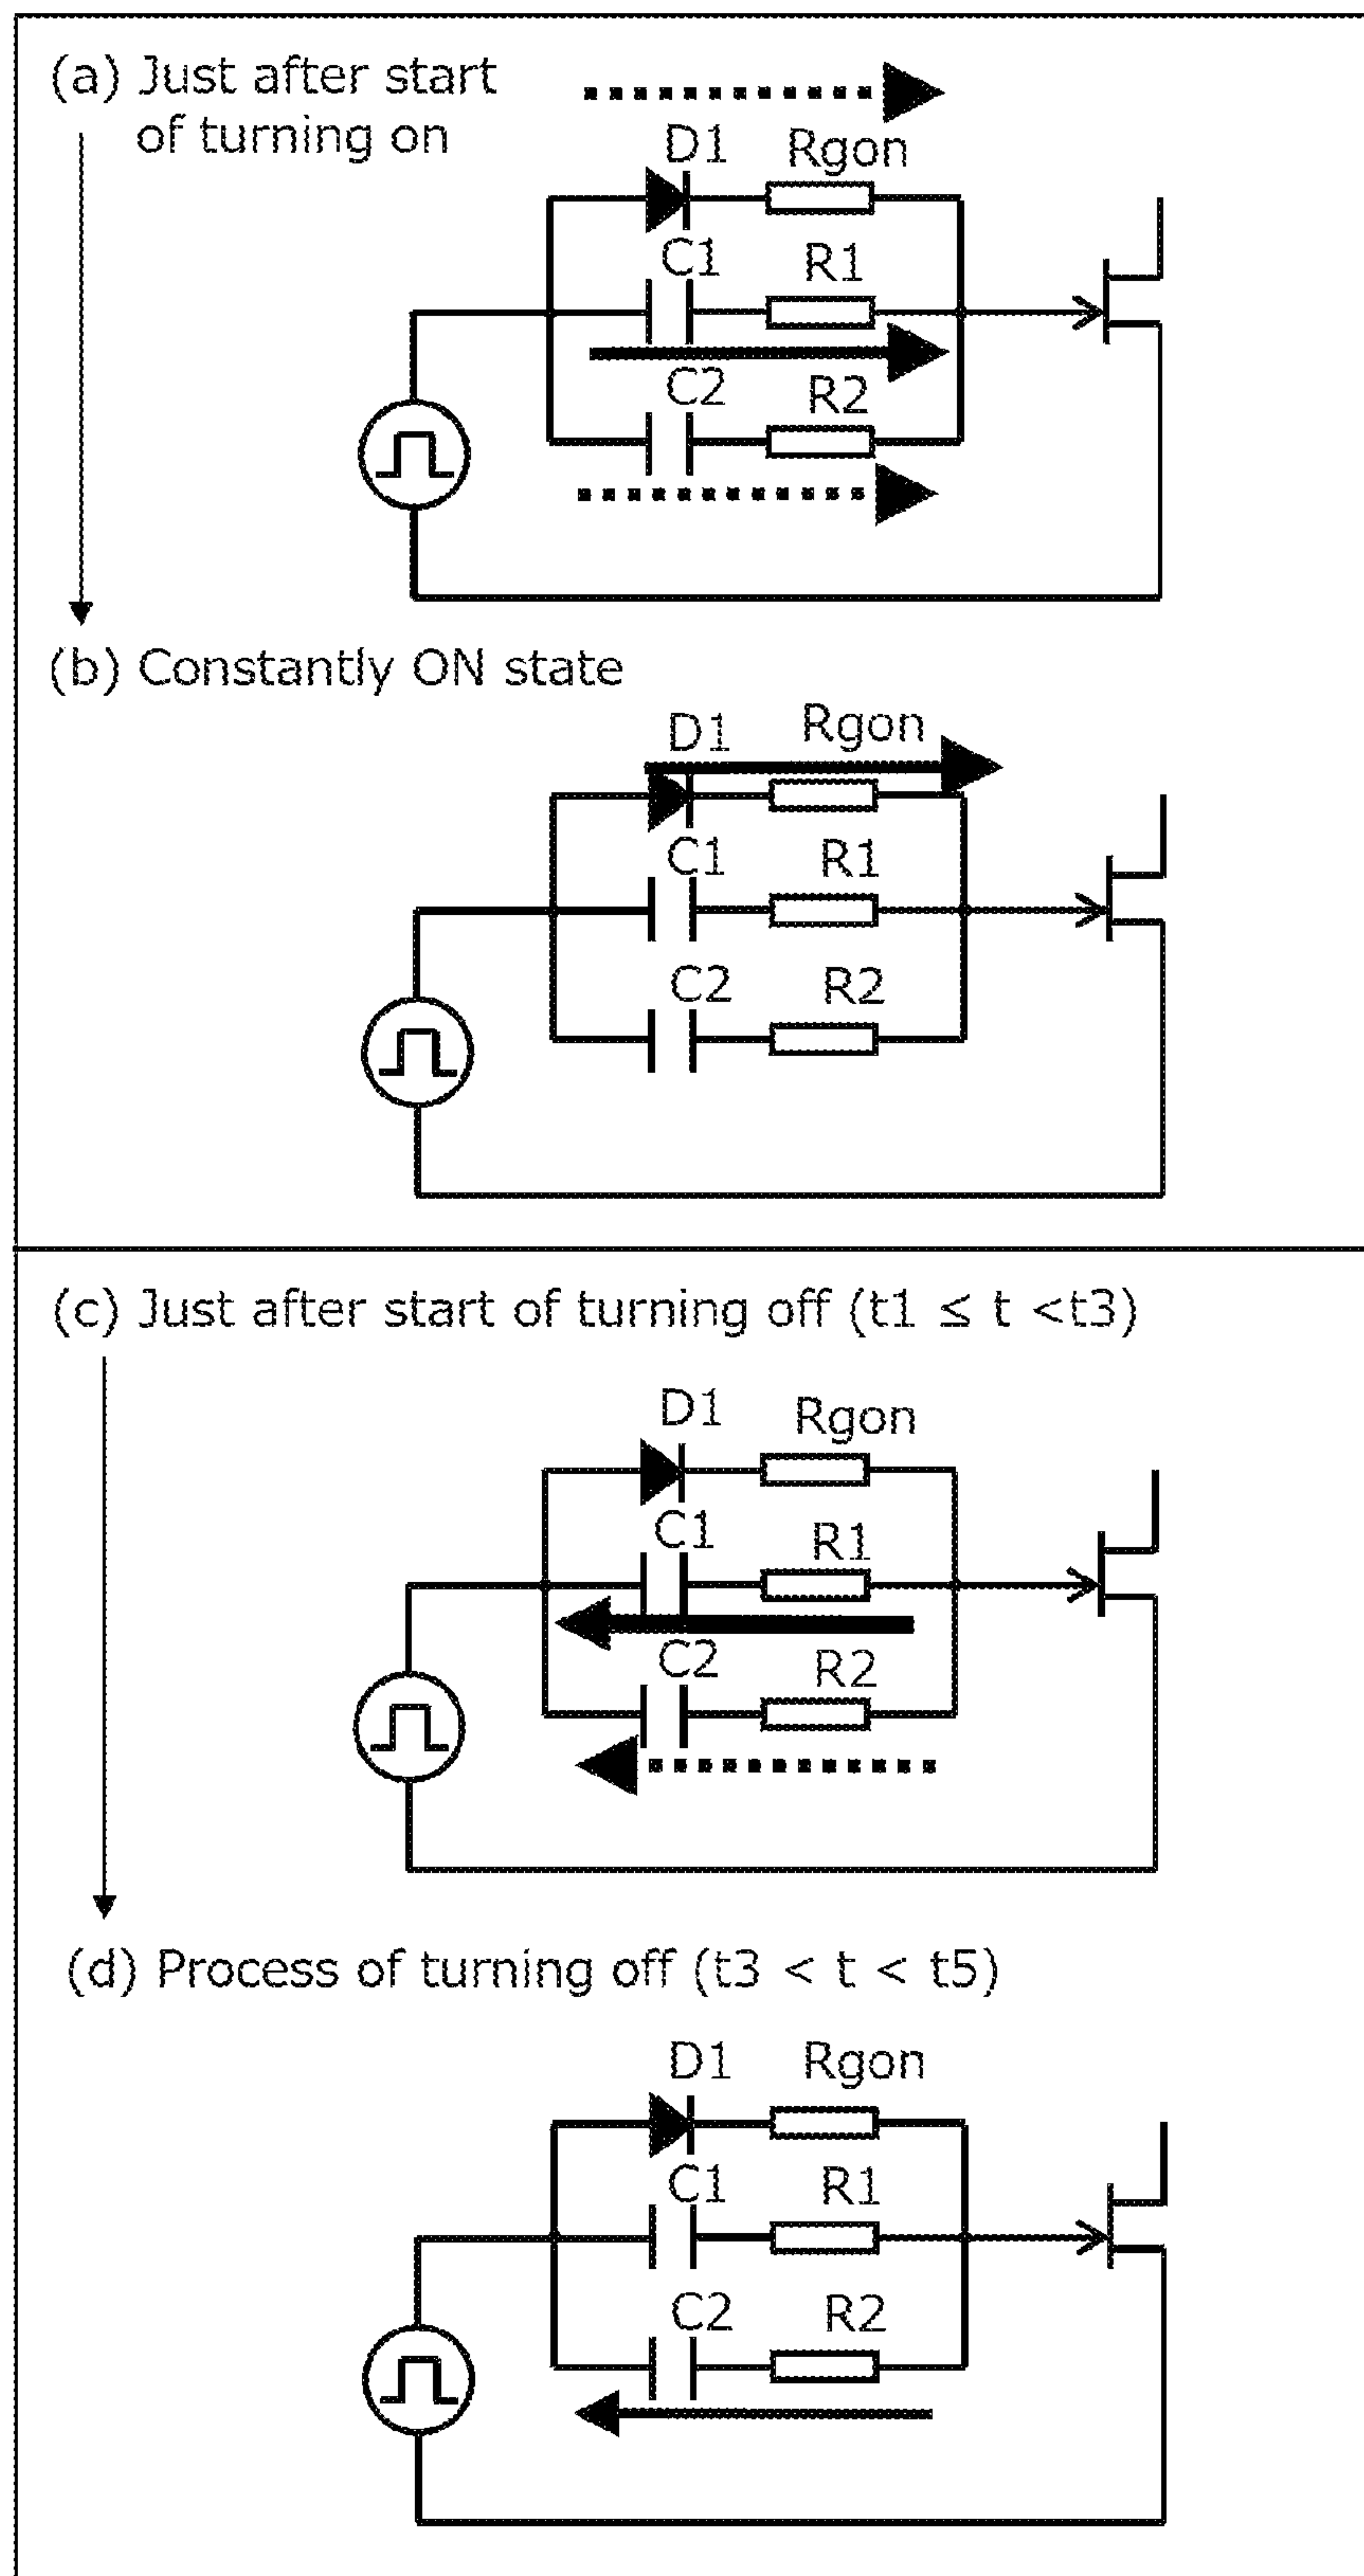 (a) Just after start
of turning on
D1 Rgon
C1 R1
C2 R2
(b) Constantly ON state
D1 Rgon
C1 R1
C2 R2
(c) Just after start of turning off (t1 ≤ t <t3)
D1 Rgon
C1 R1
C2 R2
(d) Process of turning off (t3 < t < t5)
D1 Rgon
C1 R1
C2 R2